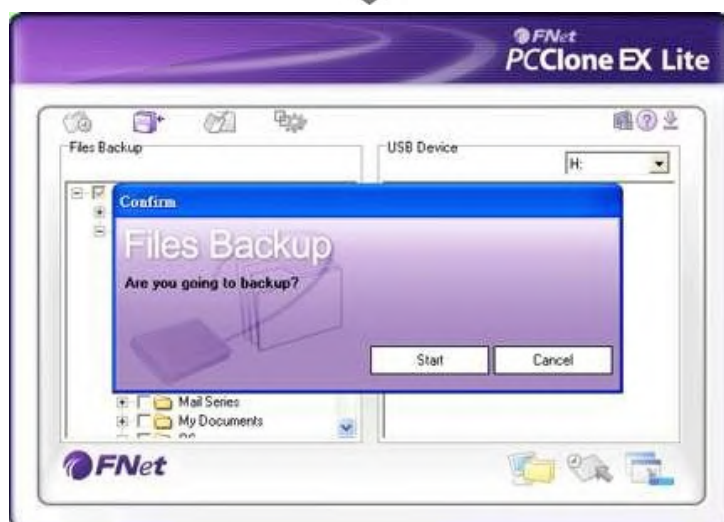 FNet
PCClone EX Lite
Files Backup
USB Device
H:
Confirm
Files Backup
Are you going to backup?
Start
Cancel
Mail Series
My Documents
FNet